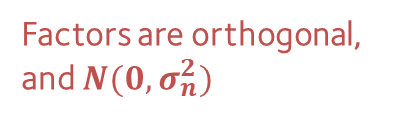 Factors are orthogonal,
and N(0, σₙ²)